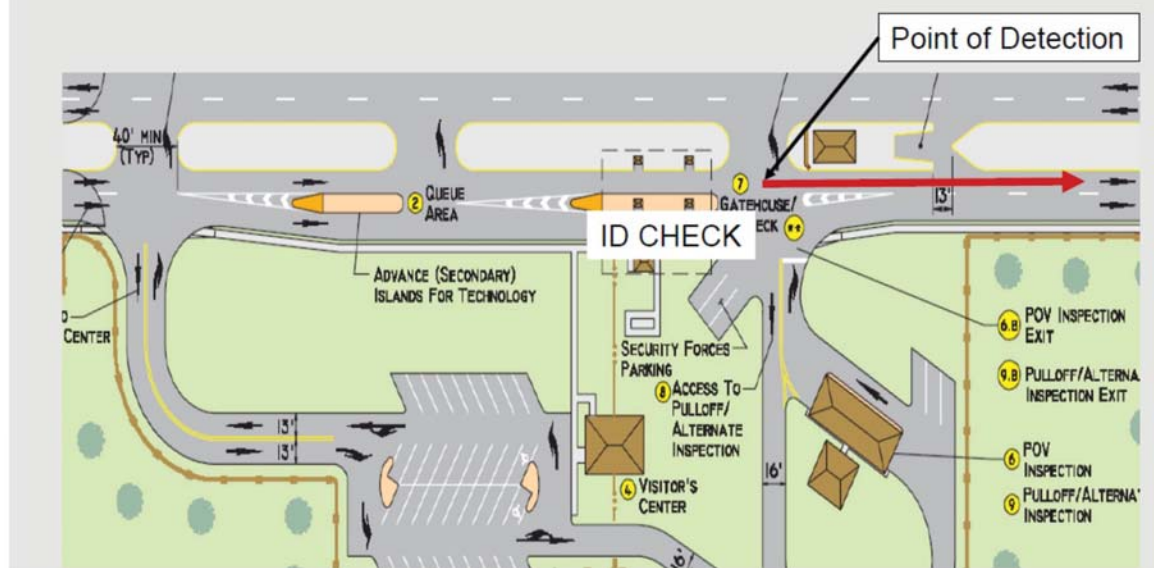 Point of Detection
40' MIN
(TYP)
2 QUEUE
AREA
7
GATEHOUSE/
ECK **
13'
ID CHECK
ADVANCE (SECONDARY)
ISLANDS FOR TECHNOLOGY
O
CENTER
SECURITY FORCES
PARKING
8 ACCESS TO
PULLOFF/
ALTERNATE
INSPECTION
6.B POV INSPECTION
EXIT
9.B PULLOFF/ALTERNA
INSPECTION EXIT
13'
13'
16'
6 POV
INSPECTION
4 VISITOR'S
CENTER
9 PULLOFF/ALTERNA
INSPECTION
16'